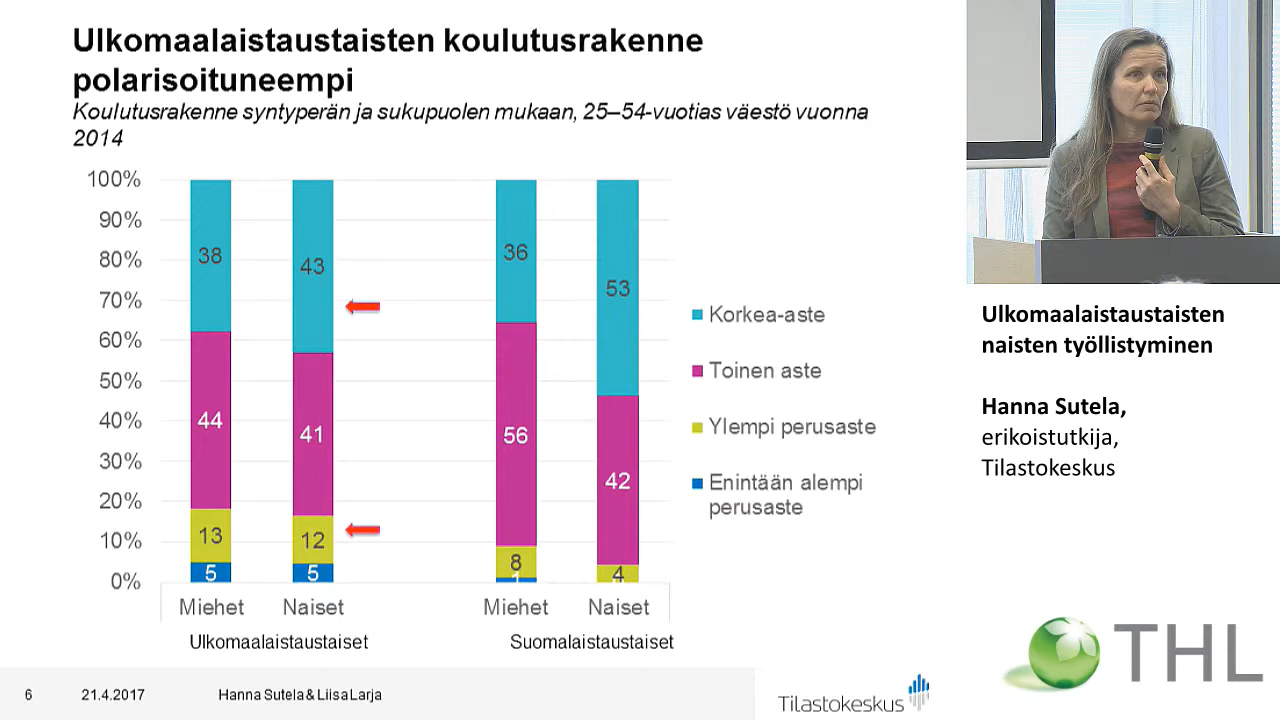 Ulkomaalaistaustaisten koulutusrakenne
polarisoituneempi
Koulutusrakenne syntyperän ja sukupuolen mukaan, 25–54-vuotias väestö vuonna
2014
100%
90%
80%
70%
60%
50%
40%
30%
20%
10%
0%
38
43
36
53
44
41
56
42
13
12
8
4
5
5
1
Miehet
Naiset
Miehet
Naiset
Ulkomaalaistaustaiset
Suomalaistaustaiset
Korkea-aste
Toinen aste
Ylempi perusaste
Enintään alempi
perusaste
6
21.4.2017
Hanna Sutela & Liisa Larja
Tilastokeskus
Ulkomaalaistaustaisten
naisten työllistyminen
Hanna Sutela,
erikoistutkija,
Tilastokeskus
THL